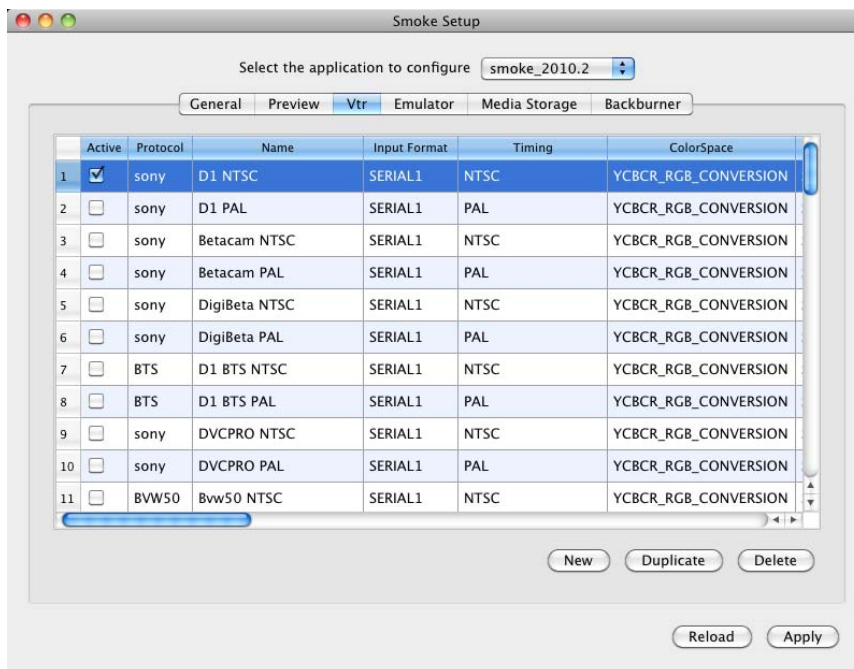 Smoke Setup
Select the application to configure smoke_2010.2
General Preview Vtr Emulator Media Storage Backburner
Active Protocol Name Input Format Timing ColorSpace
1 sony D1 NTSC SERIAL1 NTSC YCBCR_RGB_CONVERSION
2 sony D1 PAL SERIAL1 PAL YCBCR_RGB_CONVERSION
3 sony Betacam NTSC SERIAL1 NTSC YCBCR_RGB_CONVERSION
4 sony Betacam PAL SERIAL1 PAL YCBCR_RGB_CONVERSION
5 sony DigiBeta NTSC SERIAL1 NTSC YCBCR_RGB_CONVERSION
6 sony DigiBeta PAL SERIAL1 PAL YCBCR_RGB_CONVERSION
7 BTS D1 BTS NTSC SERIAL1 NTSC YCBCR_RGB_CONVERSION
8 BTS D1 BTS PAL SERIAL1 PAL YCBCR_RGB_CONVERSION
9 sony DVCPRO NTSC SERIAL1 NTSC YCBCR_RGB_CONVERSION
10 sony DVCPRO PAL SERIAL1 PAL YCBCR_RGB_CONVERSION
11 BVW50 Bvw50 NTSC SERIAL1 NTSC YCBCR_RGB_CONVERSION
New Duplicate Delete
Reload Apply